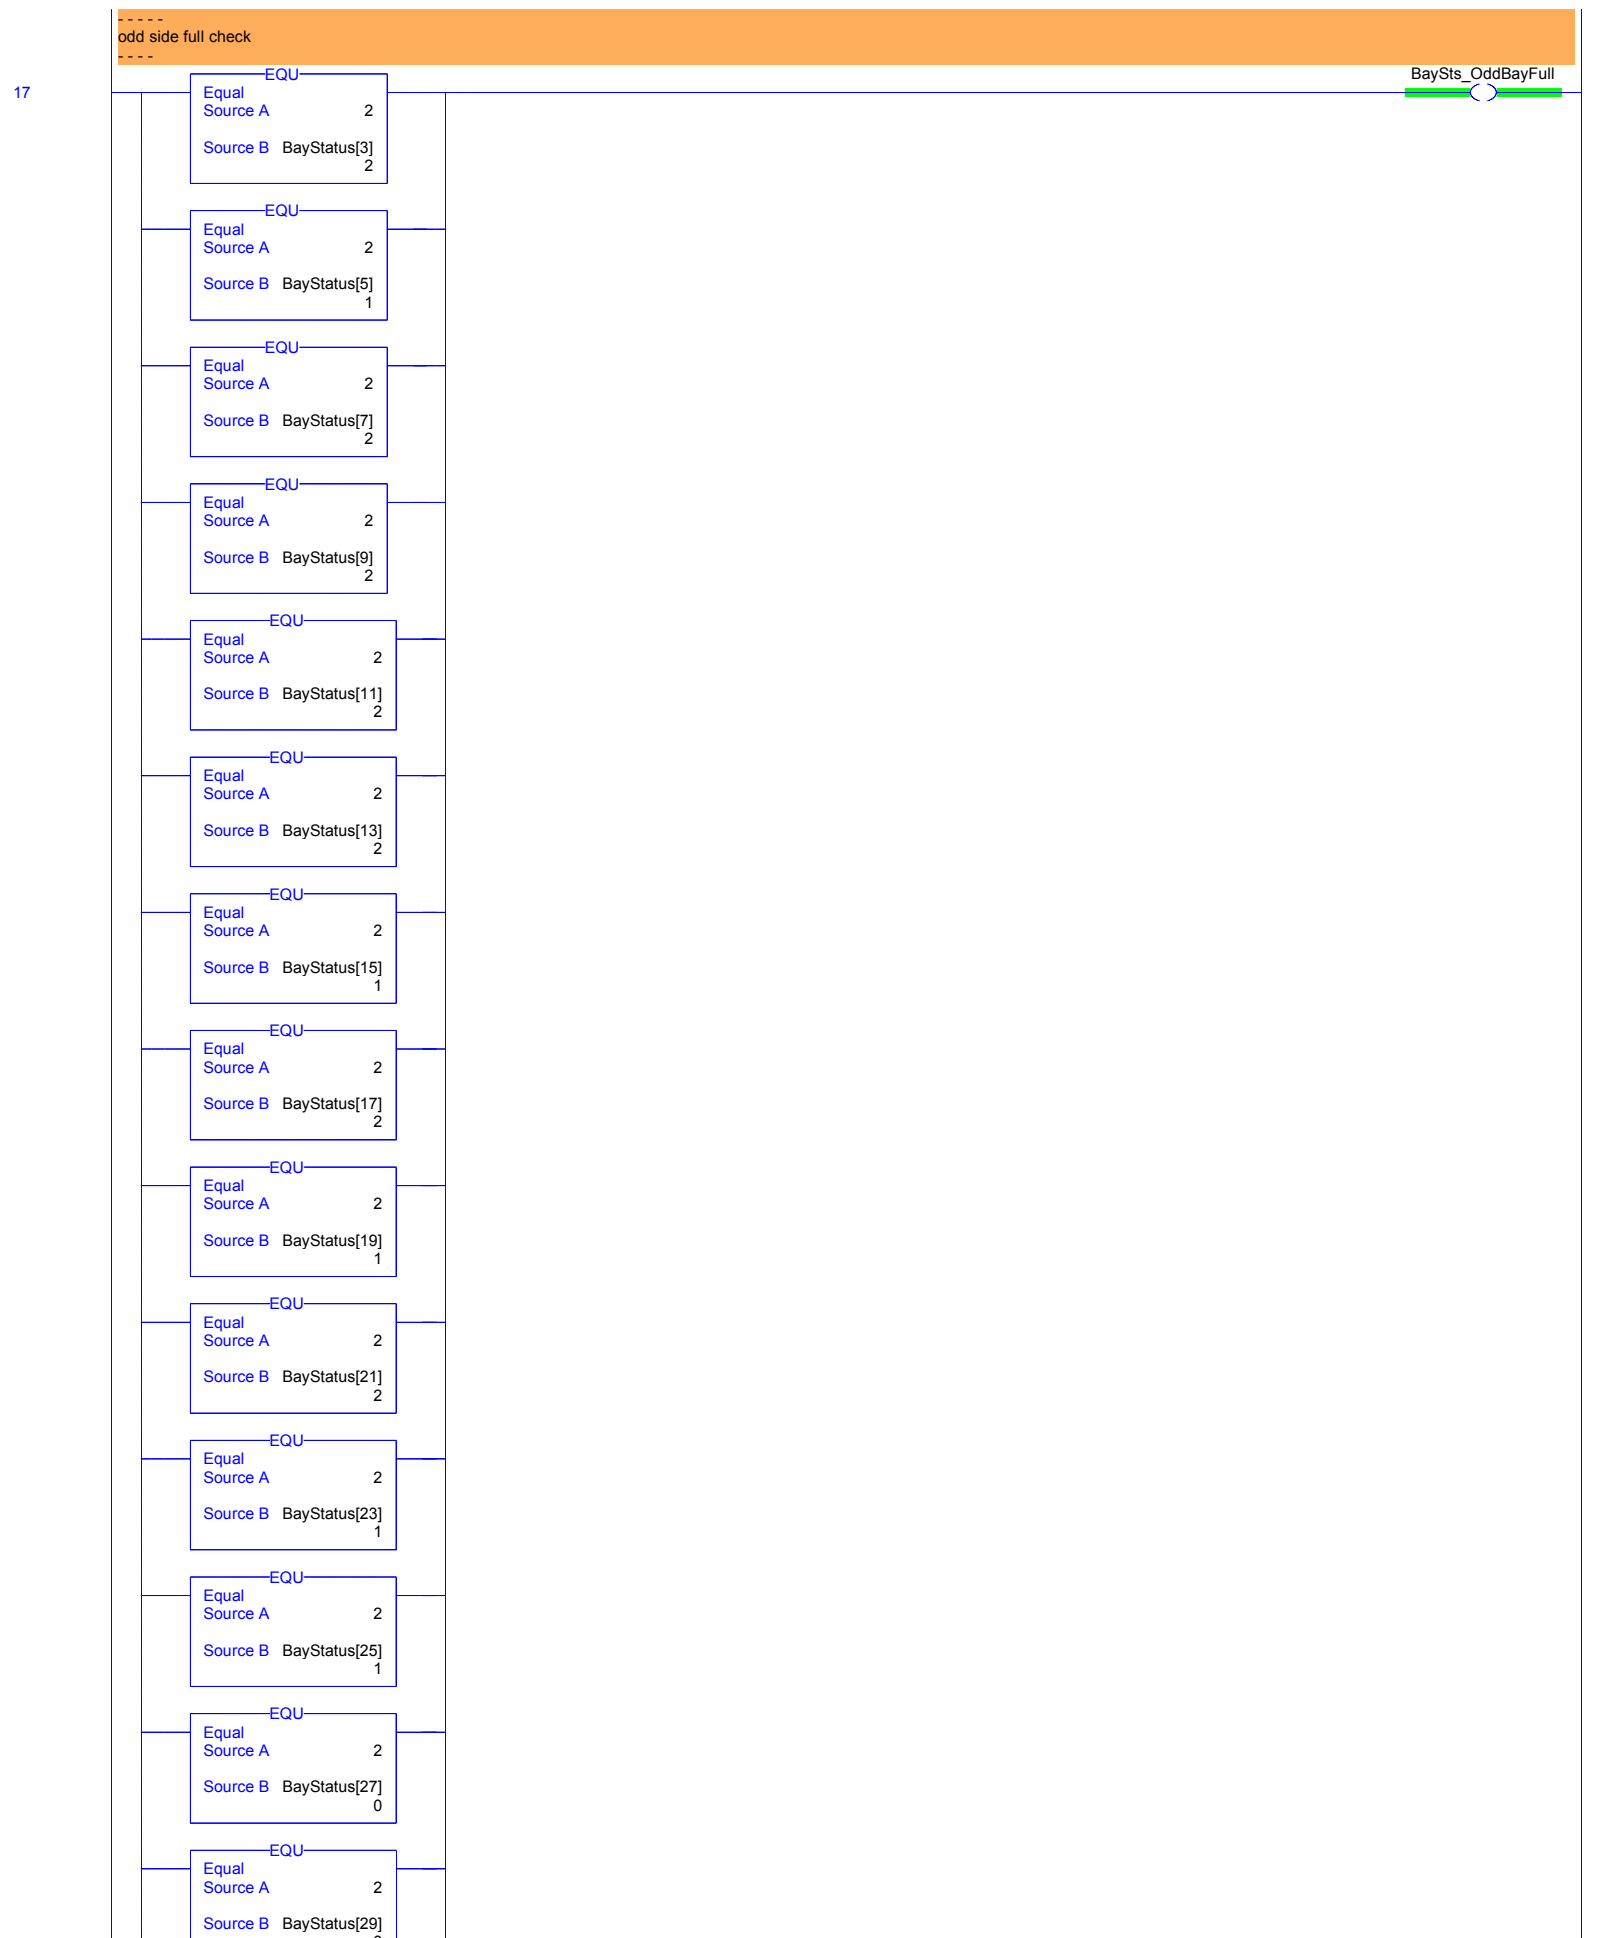 - - - - -
odd side full check
- - - -
17
BaySts_OddBayFull
EQU
Equal
Source A 2
Source B BayStatus[3]
2
EQU
Equal
Source A 2
Source B BayStatus[5]
1
EQU
Equal
Source A 2
Source B BayStatus[7]
2
EQU
Equal
Source A 2
Source B BayStatus[9]
2
EQU
Equal
Source A 2
Source B BayStatus[11]
2
EQU
Equal
Source A 2
Source B BayStatus[13]
2
EQU
Equal
Source A 2
Source B BayStatus[15]
1
EQU
Equal
Source A 2
Source B BayStatus[17]
2
EQU
Equal
Source A 2
Source B BayStatus[19]
1
EQU
Equal
Source A 2
Source B BayStatus[21]
2
EQU
Equal
Source A 2
Source B BayStatus[23]
1
EQU
Equal
Source A 2
Source B BayStatus[25]
1
EQU
Equal
Source A 2
Source B BayStatus[27]
0
EQU
Equal
Source A 2
Source B BayStatus[29]